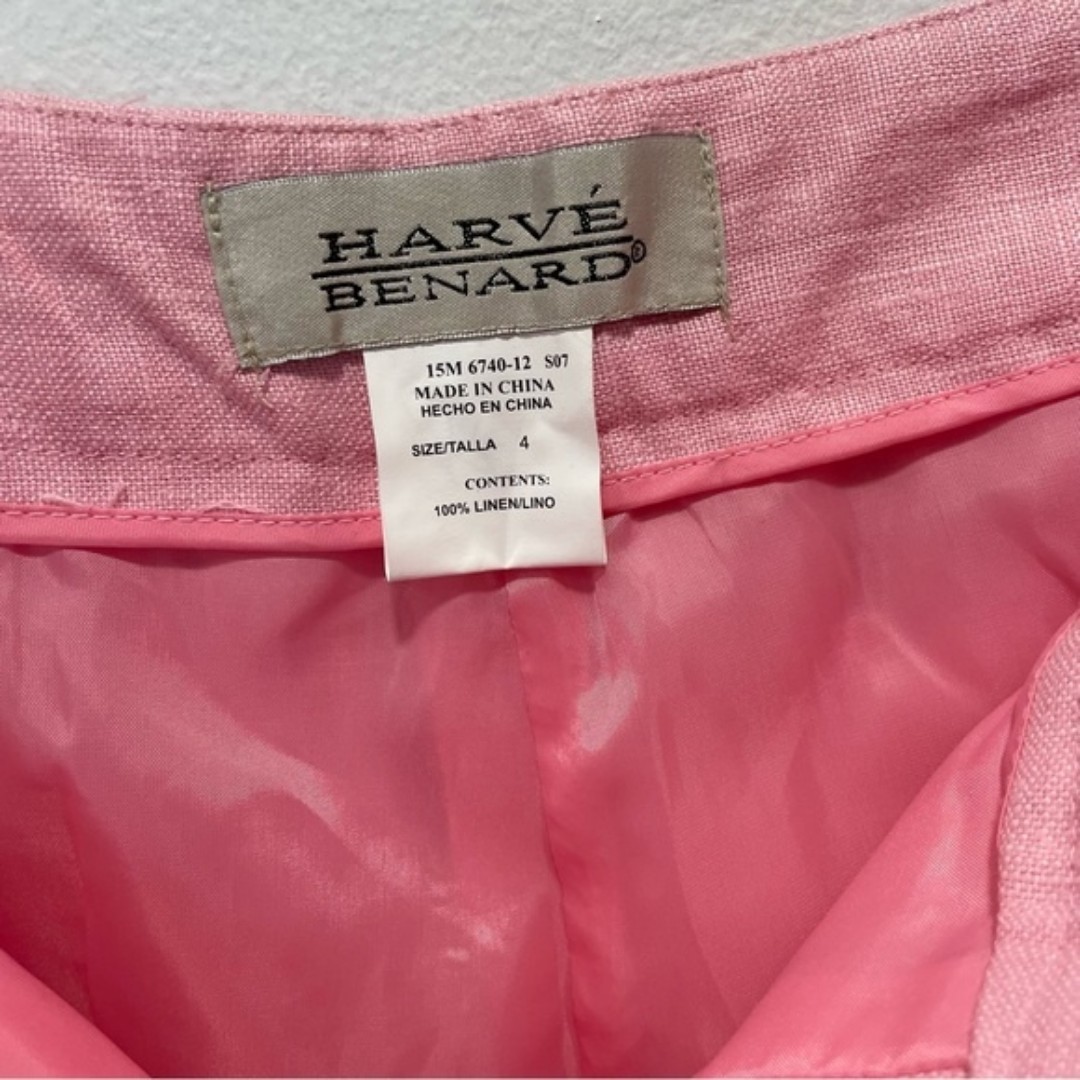 HARVÉ
BENARD®
15M 6740-12 S07
MADE IN CHINA
HECHO EN CHINA
SIZE/TALLA 4
CONTENTS:
100% LINEN/LINO